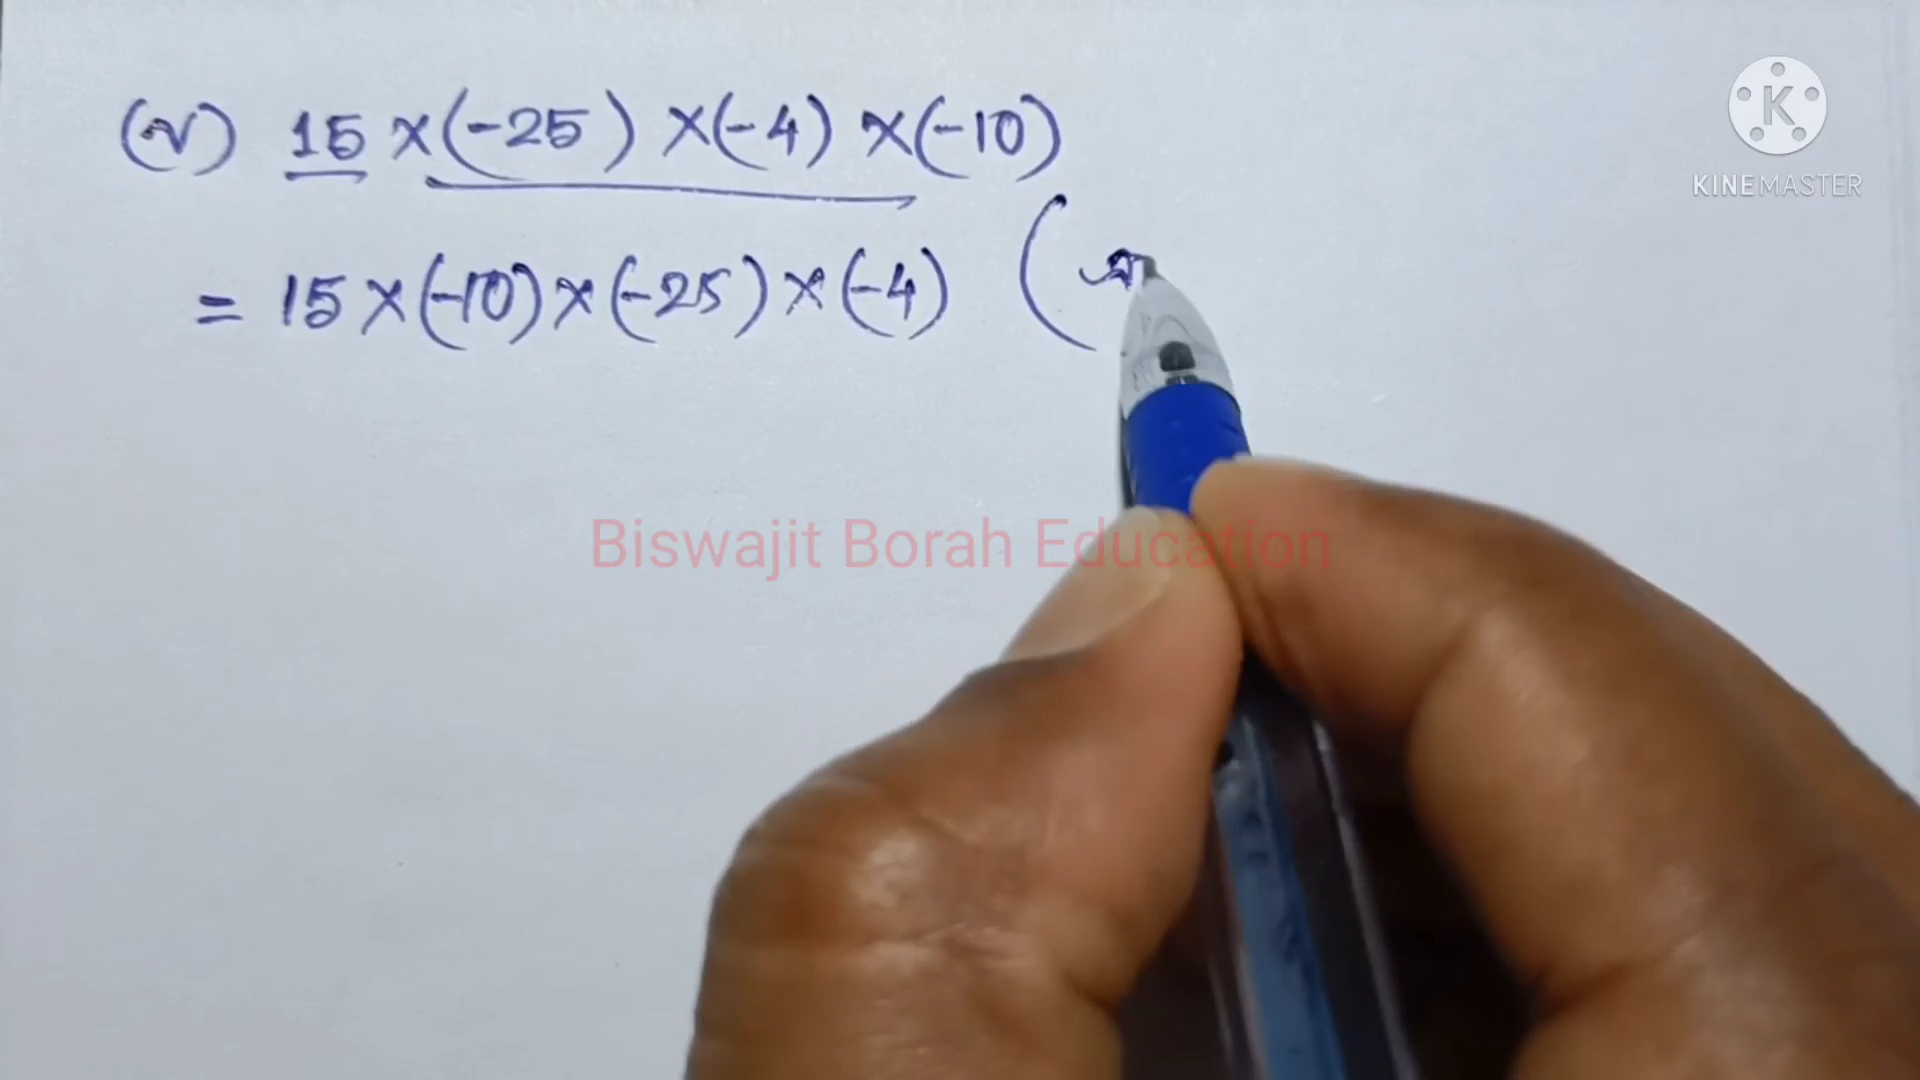 (v) 15 × (-25) × (-4) × (-10)
= 15 × (-10) × (-25) × (-4) (
KINEMASTER
Biswajit Borah Education